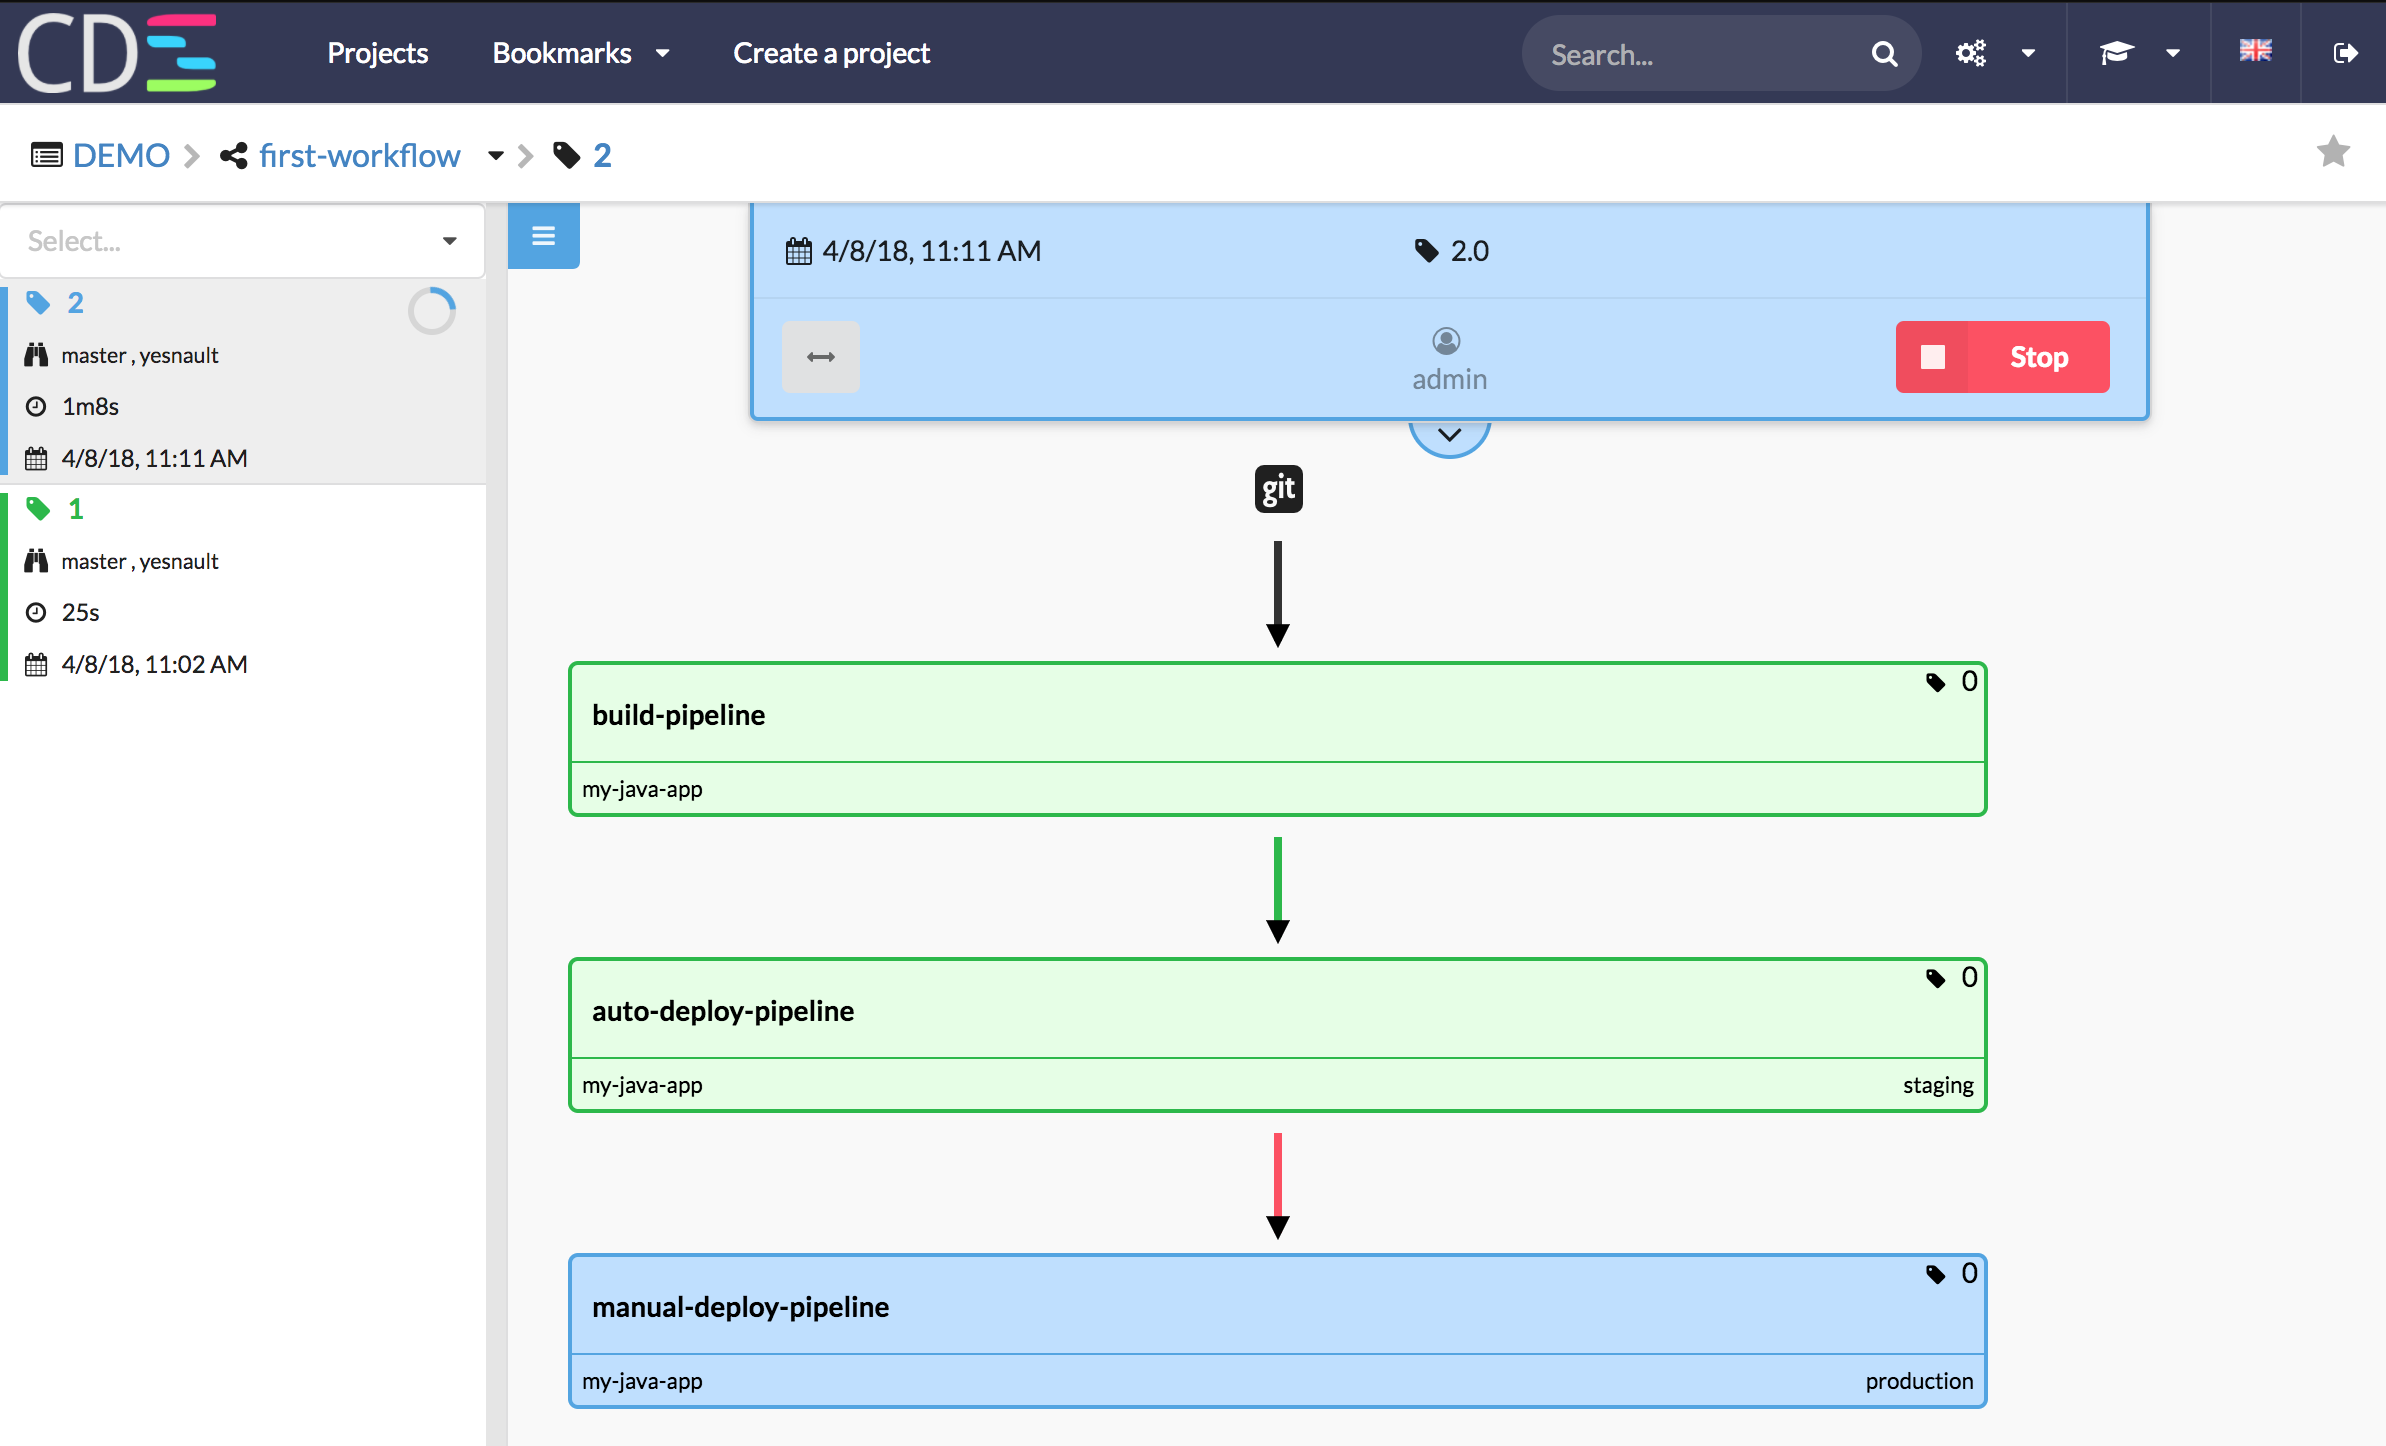 CDE
Projects
Bookmarks
Create a project
Search...
DEMO
first-workflow
2
Select...
2
master , yesnault
1m8s
4/8/18, 11:11 AM
1
master , yesnault
25s
4/8/18, 11:02 AM
4/8/18, 11:11 AM
2.0
admin
Stop
git
0
build-pipeline
my-java-app
0
auto-deploy-pipeline
my-java-app
staging
0
manual-deploy-pipeline
my-java-app
production